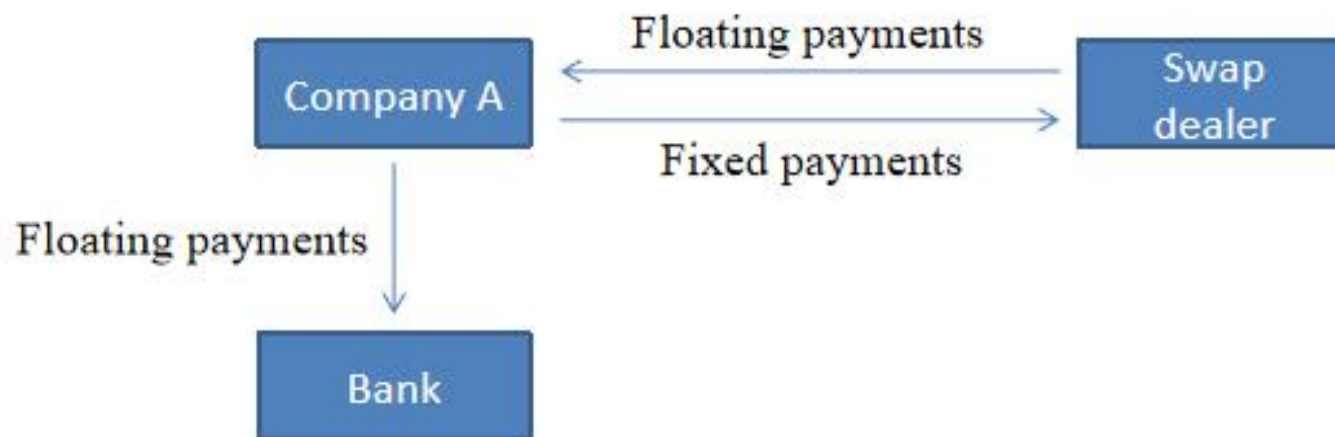 Floating payments
Company A
Swap
dealer
Fixed payments
Floating payments
Bank